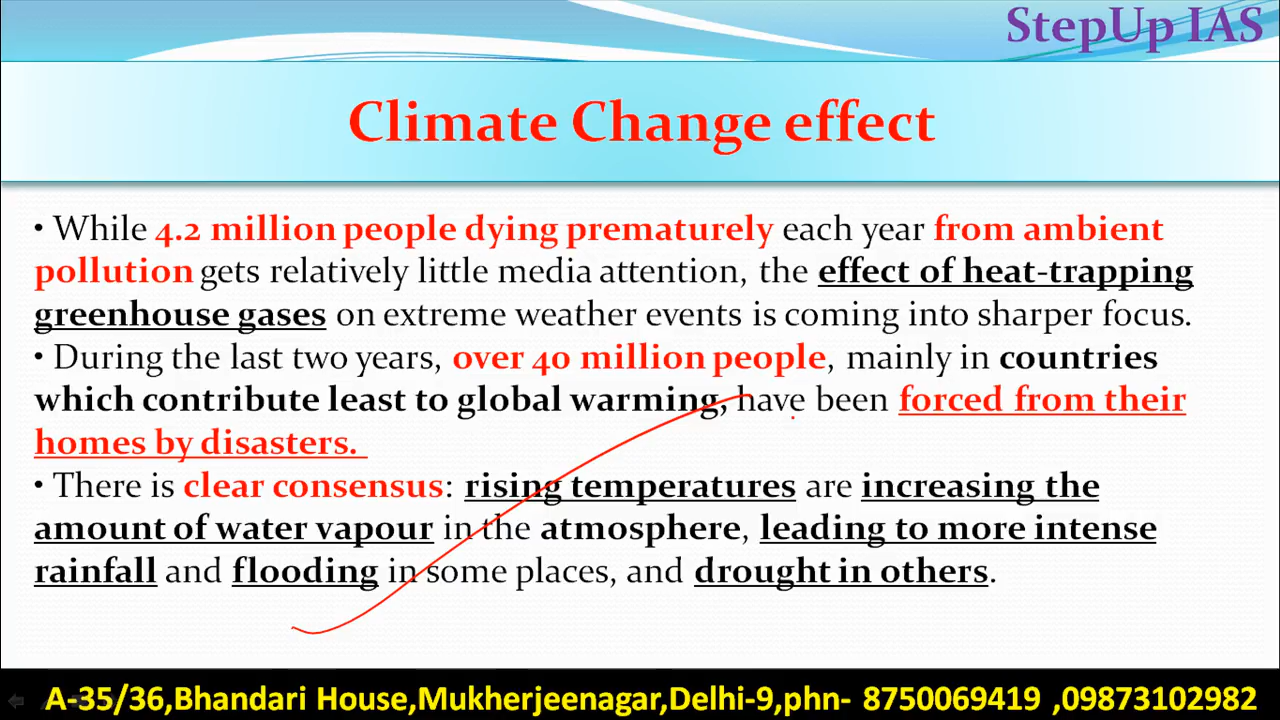 StepUp IAS
Climate Change effect
• While 4.2 million people dying prematurely each year from ambient
pollution gets relatively little media attention, the effect of heat-trapping
greenhouse gases on extreme weather events is coming into sharper focus.
• During the last two years, over 40 million people, mainly in countries
which contribute least to global warming, have been forced from their
homes by disasters.
• There is clear consensus: rising temperatures are increasing the
amount of water vapour in the atmosphere, leading to more intense
rainfall and flooding in some places, and drought in others.
A-35/36,Bhandari House,Mukherjeenagar,Delhi-9,phn- 8750069419 ,09873102982